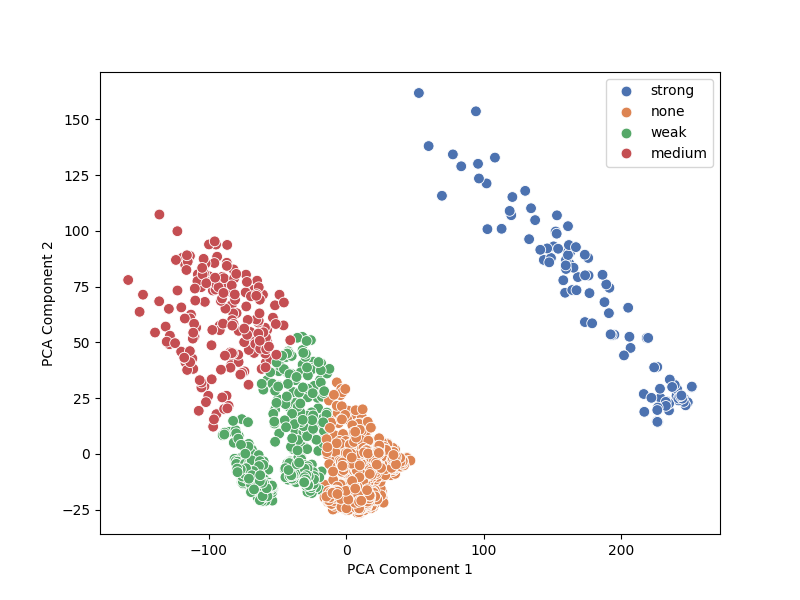 strong
none
weak
medium
150
125
100
75
50
25
0
−25
−100
0
100
200
PCA Component 2
PCA Component 1